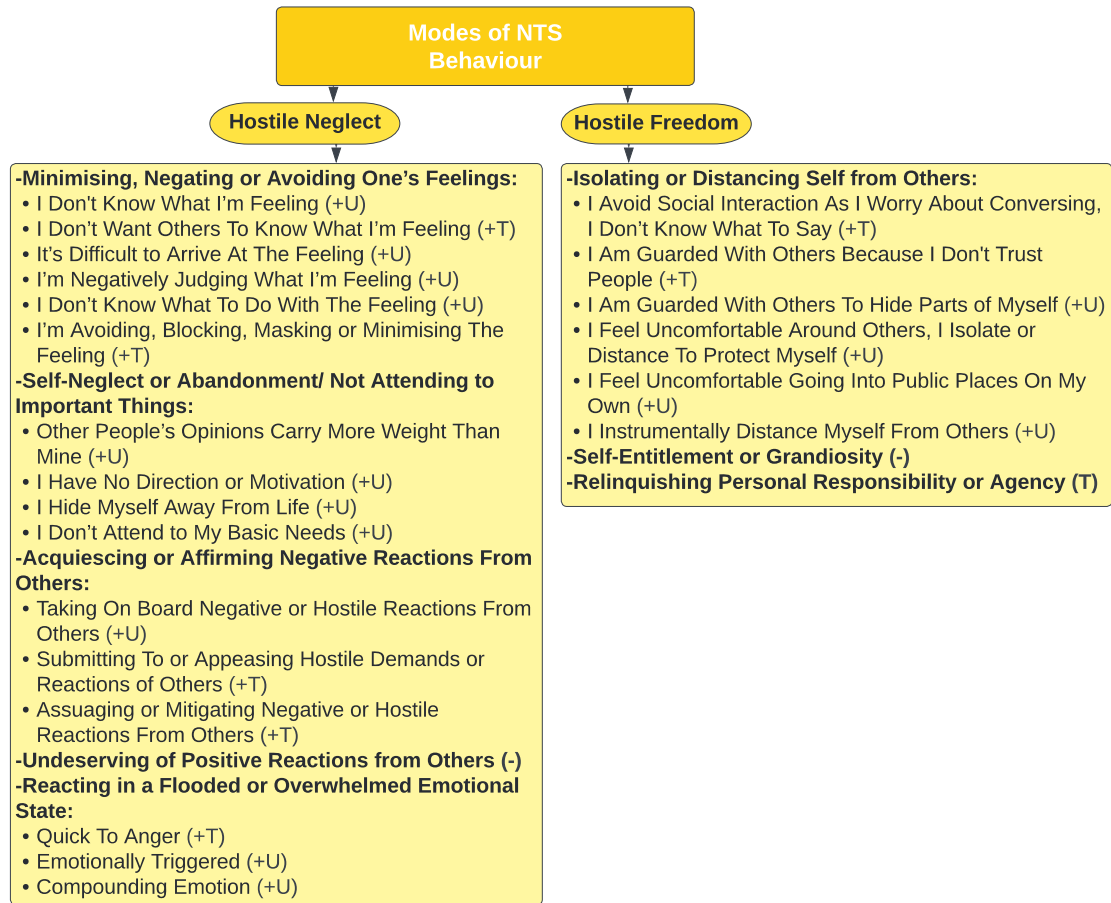 Modes of NTS
Behaviour
Hostile Neglect
-Minimising, Negating or Avoiding One’s Feelings:
• I Don't Know What I’m Feeling (+U)
• I Don’t Want Others To Know What I’m Feeling (+T)
• It’s Difficult to Arrive At The Feeling (+U)
• I’m Negatively Judging What I’m Feeling (+U)
• I Don’t Know What To Do With The Feeling (+U)
• I’m Avoiding, Blocking, Masking or Minimising The
Feeling (+T)
-Self-Neglect or Abandonment/ Not Attending to
Important Things:
• Other People’s Opinions Carry More Weight Than
Mine (+U)
• I Have No Direction or Motivation (+U)
• I Hide Myself Away From Life (+U)
• I Don’t Attend to My Basic Needs (+U)
-Acquiescing or Affirming Negative Reactions From
Others:
• Taking On Board Negative or Hostile Reactions From
Others (+U)
• Submitting To or Appeasing Hostile Demands or
Reactions of Others (+T)
• Assuaging or Mitigating Negative or Hostile
Reactions From Others (+T)
-Undeserving of Positive Reactions from Others (-)
-Reacting in a Flooded or Overwhelmed Emotional
State:
• Quick To Anger (+T)
• Emotionally Triggered (+U)
• Compounding Emotion (+U)
Hostile Freedom
-Isolating or Distancing Self from Others:
• I Avoid Social Interaction As I Worry About Conversing,
I Don’t Know What To Say (+T)
• I Am Guarded With Others Because I Don't Trust
People (+T)
• I Am Guarded With Others To Hide Parts of Myself (+U)
• I Feel Uncomfortable Around Others, I Isolate or
Distance To Protect Myself (+U)
• I Feel Uncomfortable Going Into Public Places On My
Own (+U)
• I Instrumentally Distance Myself From Others (+U)
-Self-Entitlement or Grandiosity (-)
-Relinquishing Personal Responsibility or Agency (T)